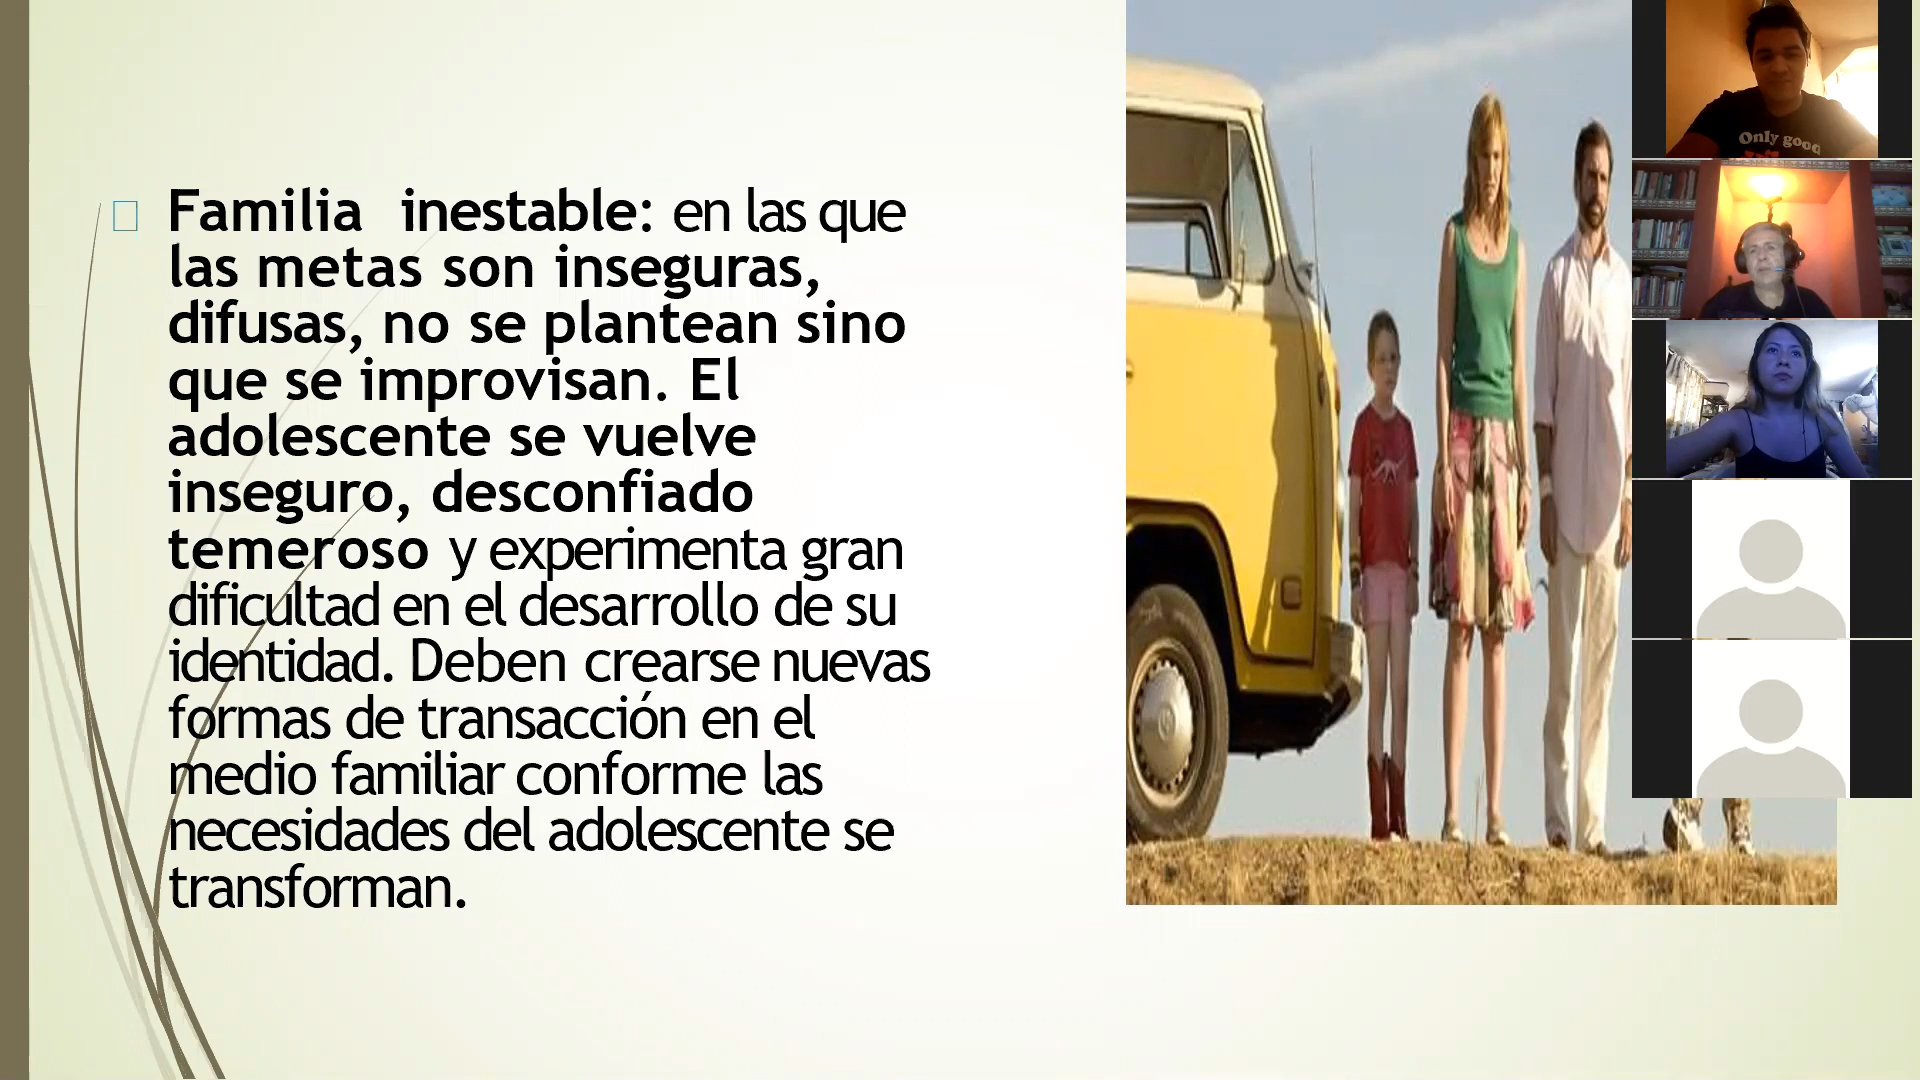 Familia inestable: en las que
las metas son inseguras,
difusas, no se plantean sino
que se improvisan. El
adolescente se vuelve
inseguro, desconfiado
temeroso y experimenta gran
dificultad en el desarrollo de su
identidad. Deben crearse nuevas
formas de transacción en el
medio familiar conforme las
necesidades del adolescente se
transforman.
Only good